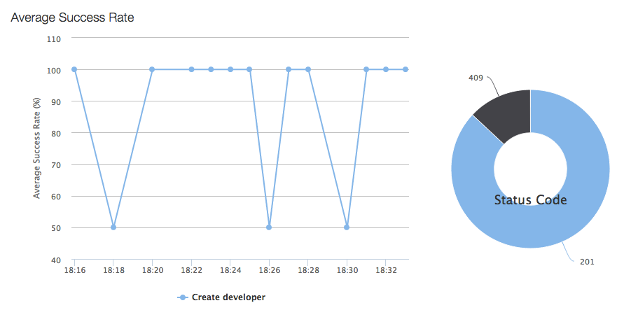 Average Success Rate
110
100
90
80
70
60
50
40
Average Success Rate (%)
18:16 18:18 18:20 18:22 18:24 18:26 18:28 18:30 18:32
Create developer
409
Status Code
201